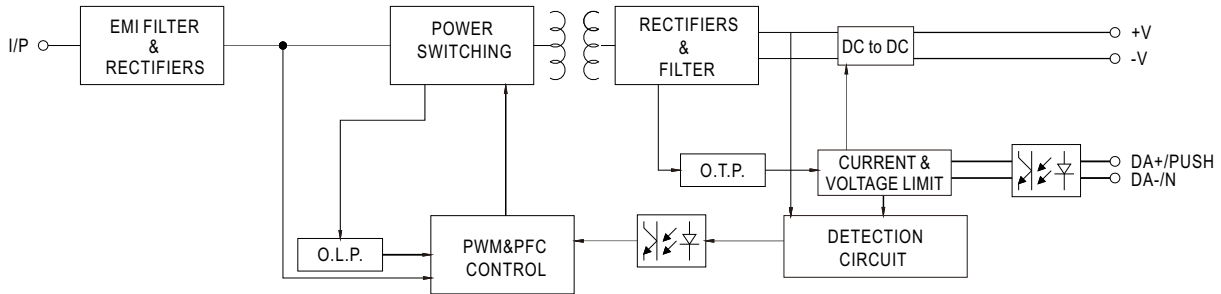 I/P
EMI FILTER
&
RECTIFIERS
POWER
SWITCHING
RECTIFIERS
&
FILTER
DC to DC
+V
-V
O.T.P.
CURRENT &
VOLTAGE LIMIT
DA+/PUSH
DA-/N
O.L.P.
PWM&PFC
CONTROL
DETECTION
CIRCUIT